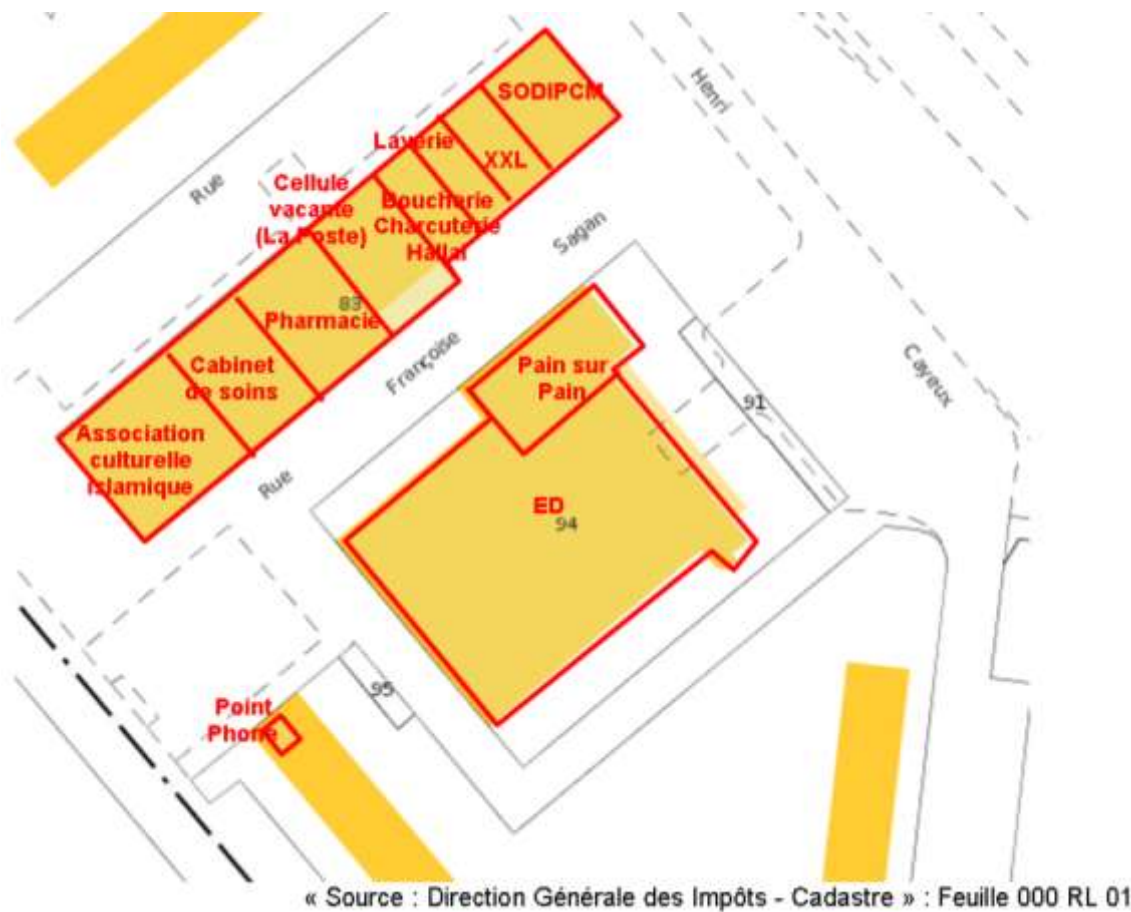 SODIPCM
Henri
Laverie
XXL
Rue
Cellule
vacante
(La Poste)
Boucherie
Charcuterie
Hallal
Sagan
83
Pharmacie
Françoise
Cabinet
de soins
Pain sur
Pain
Cayeux
91
Association
culturelle
islamique
Rue
ED
94
95
Point
Phone
« Source : Direction Générale des Impôts - Cadastre » : Feuille 000 RL 01